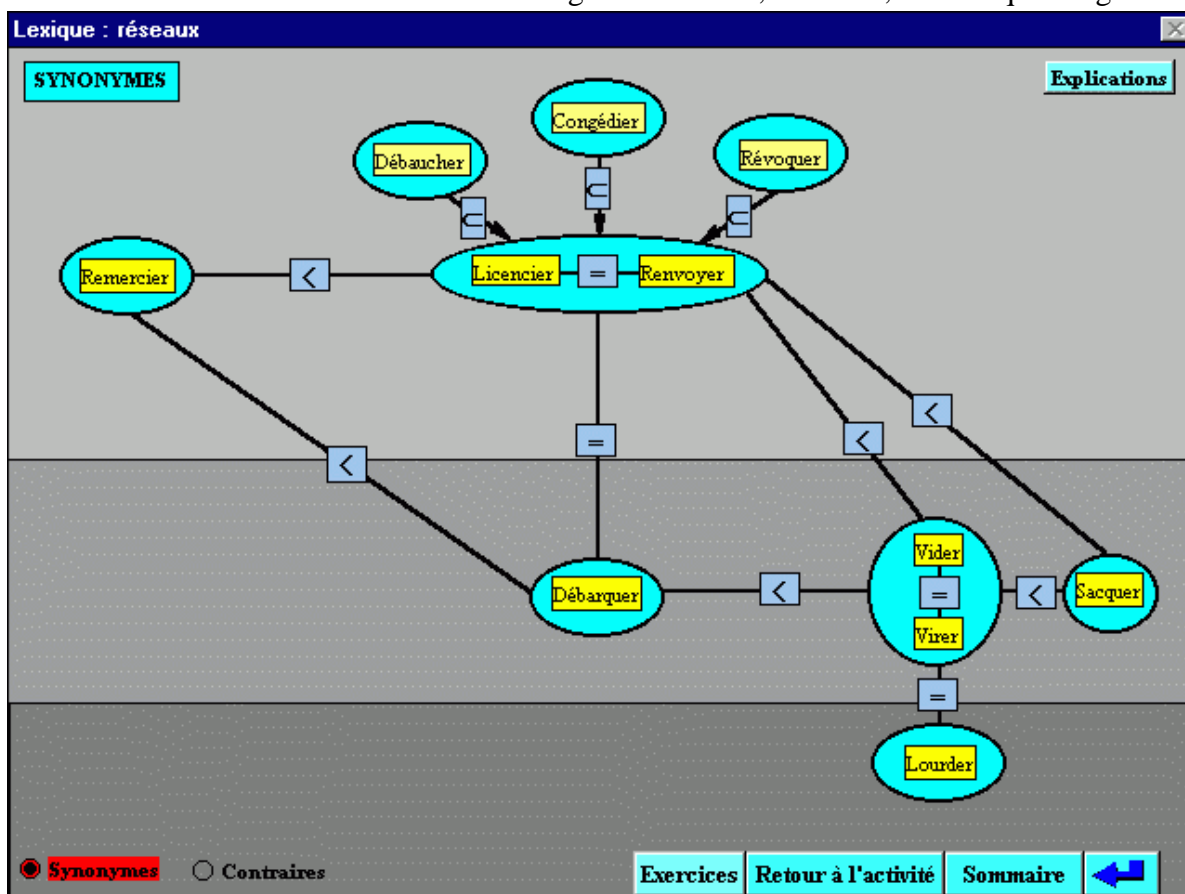 Lexique : réseaux
SYNONYMES
Explications
Congédier
Débaucher
Révoquer
⊂
⊂
⊂
Remercier
<
Licencier = Renvoyer
<
=
<
<
Vider
Débarquer
<
=
<
Sacquer
Virer
=
Lourder
Synonymes
Contraires
Exercices
Retour à l'activité
Sommaire